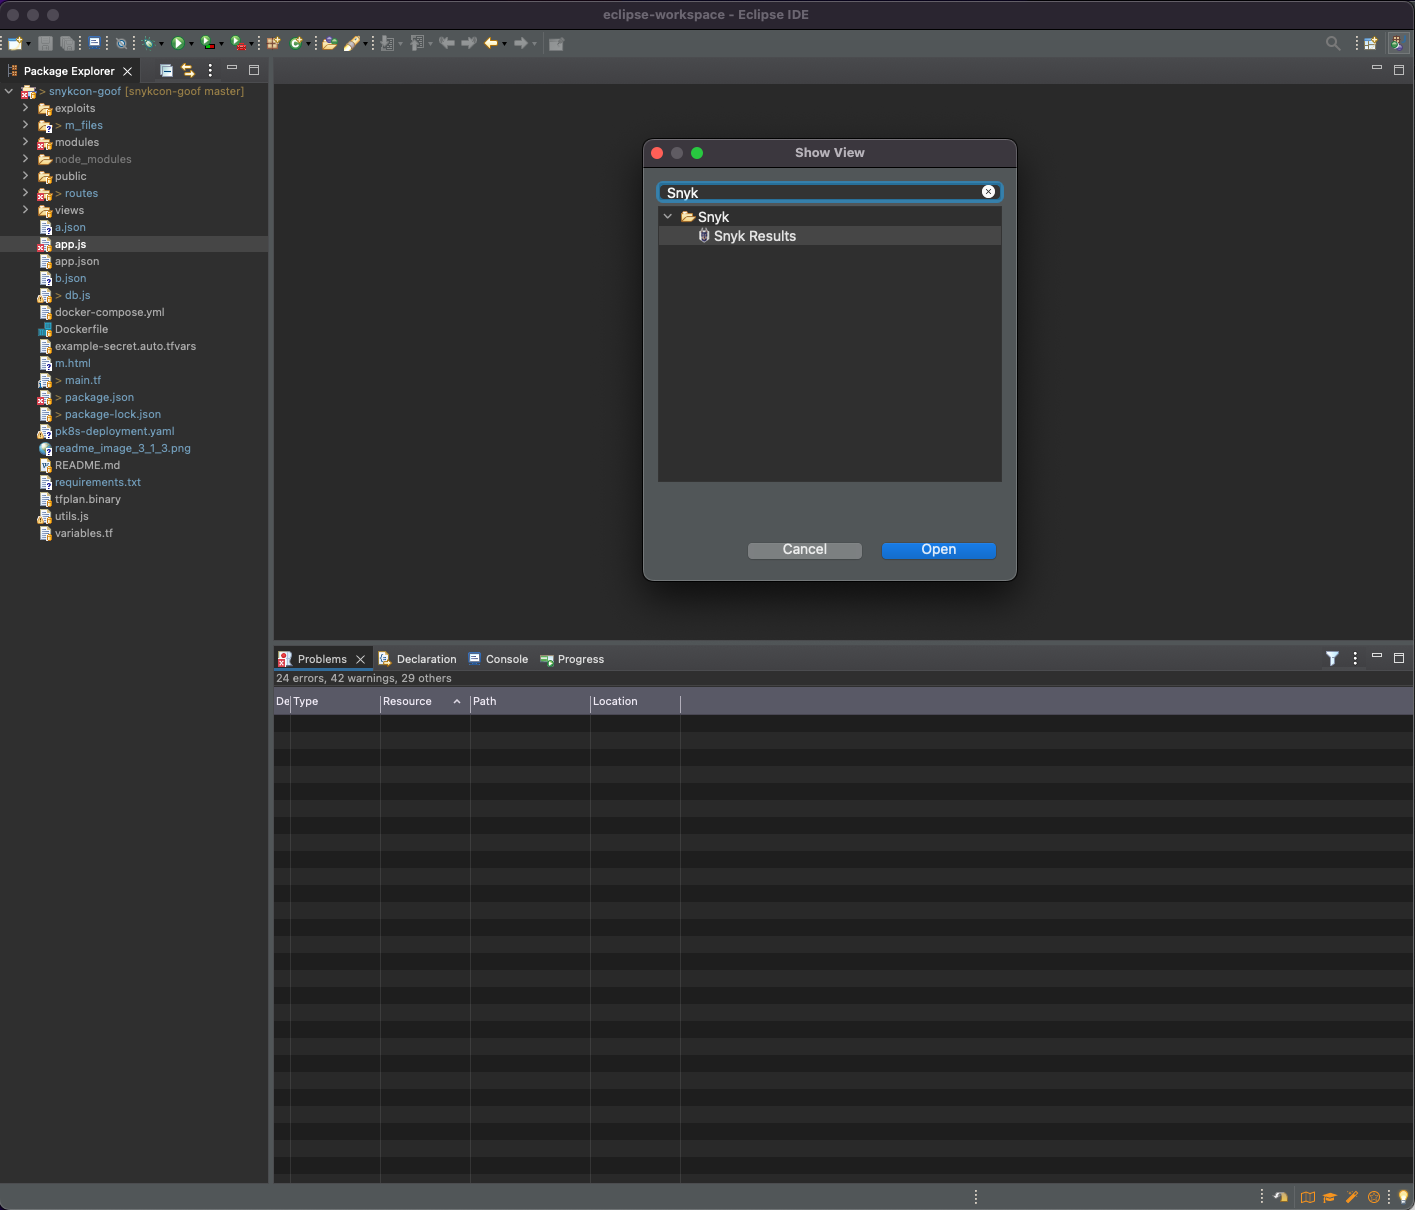 eclipse-workspace - Eclipse IDE
Package Explorer
> snykcon-goof [snykcon-goof master]
exploits
> m_files
modules
node_modules
public
> routes
views
a.json
app.js
app.json
b.json
> db.js
docker-compose.yml
Dockerfile
example-secret.auto.tfvars
m.html
> main.tf
> package.json
> package-lock.json
pk8s-deployment.yaml
readme_image_3_1_3.png
README.md
requirements.txt
tfplan.binary
utils.js
variables.tf
Show View
Snyk
Snyk
Snyk Results
Cancel Open
Problems Declaration Console Progress
24 errors, 42 warnings, 29 others
De Type Resource Path Location